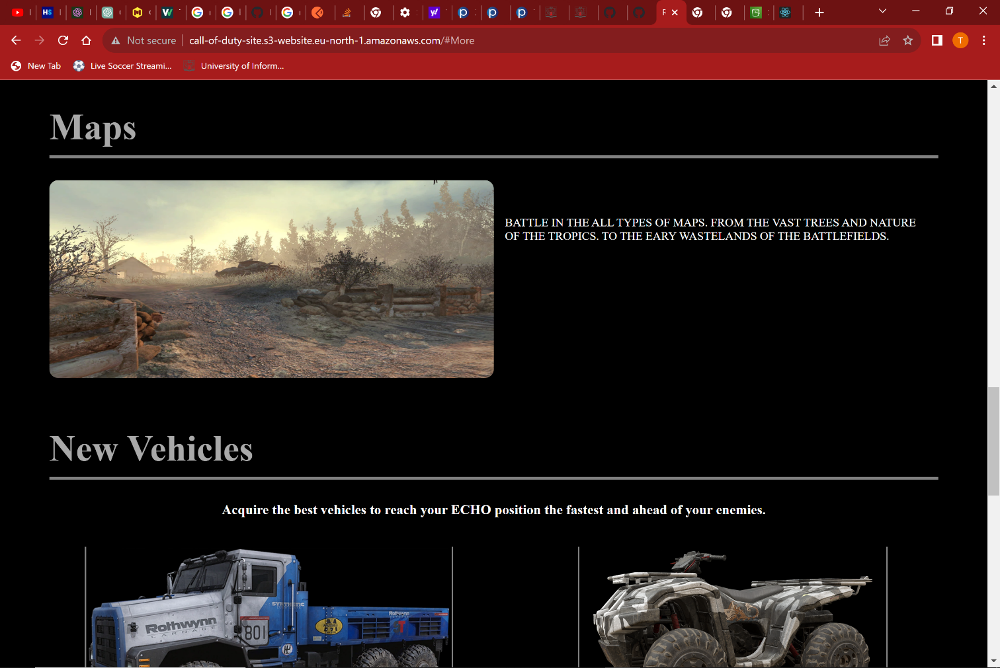 Not secure
call-of-duty-site.s3-website.eu-north-1.amazonaws.com/#More
T
New Tab
Live Soccer Streami...
University of Inform...
Maps
BATTLE IN THE ALL TYPES OF MAPS. FROM THE VAST TREES AND NATURE
OF THE TROPICS. TO THE EARY WASTELANDS OF THE BATTLEFIELDS.
New Vehicles
Acquire the best vehicles to reach your ECHO position the fastest and ahead of your enemies.
SYNTHETIC
Rothwynn
CARNAGE
801
Rothwynn